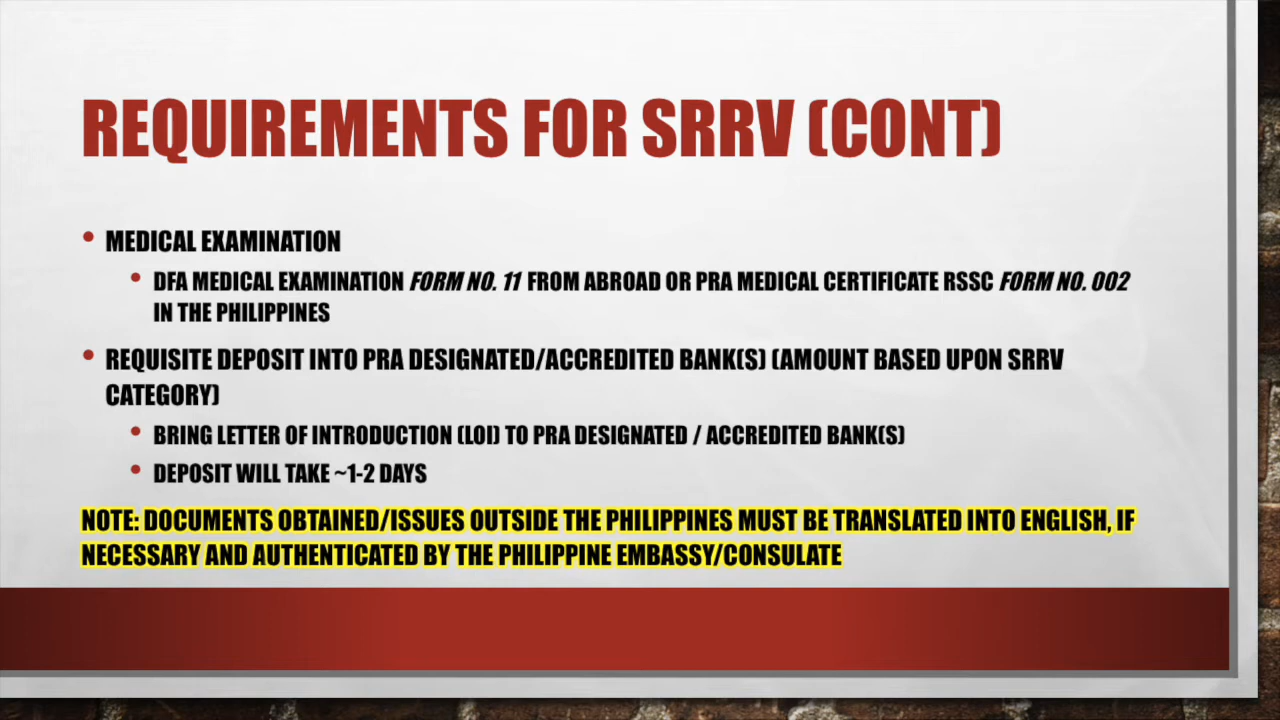 REQUIREMENTS FOR SRRV (CONT)
• MEDICAL EXAMINATION
• DFA MEDICAL EXAMINATION FORM NO. 11 FROM ABROAD OR PRA MEDICAL CERTIFICATE RSSC FORM NO. 002
IN THE PHILIPPINES
• REQUISITE DEPOSIT INTO PRA DESIGNATED/ACCREDITED BANK(S) (AMOUNT BASED UPON SRRV
CATEGORY)
• BRING LETTER OF INTRODUCTION (LOI) TO PRA DESIGNATED / ACCREDITED BANK(S)
• DEPOSIT WILL TAKE ~1-2 DAYS
NOTE: DOCUMENTS OBTAINED/ISSUES OUTSIDE THE PHILIPPINES MUST BE TRANSLATED INTO ENGLISH, IF
NECESSARY AND AUTHENTICATED BY THE PHILIPPINE EMBASSY/CONSULATE